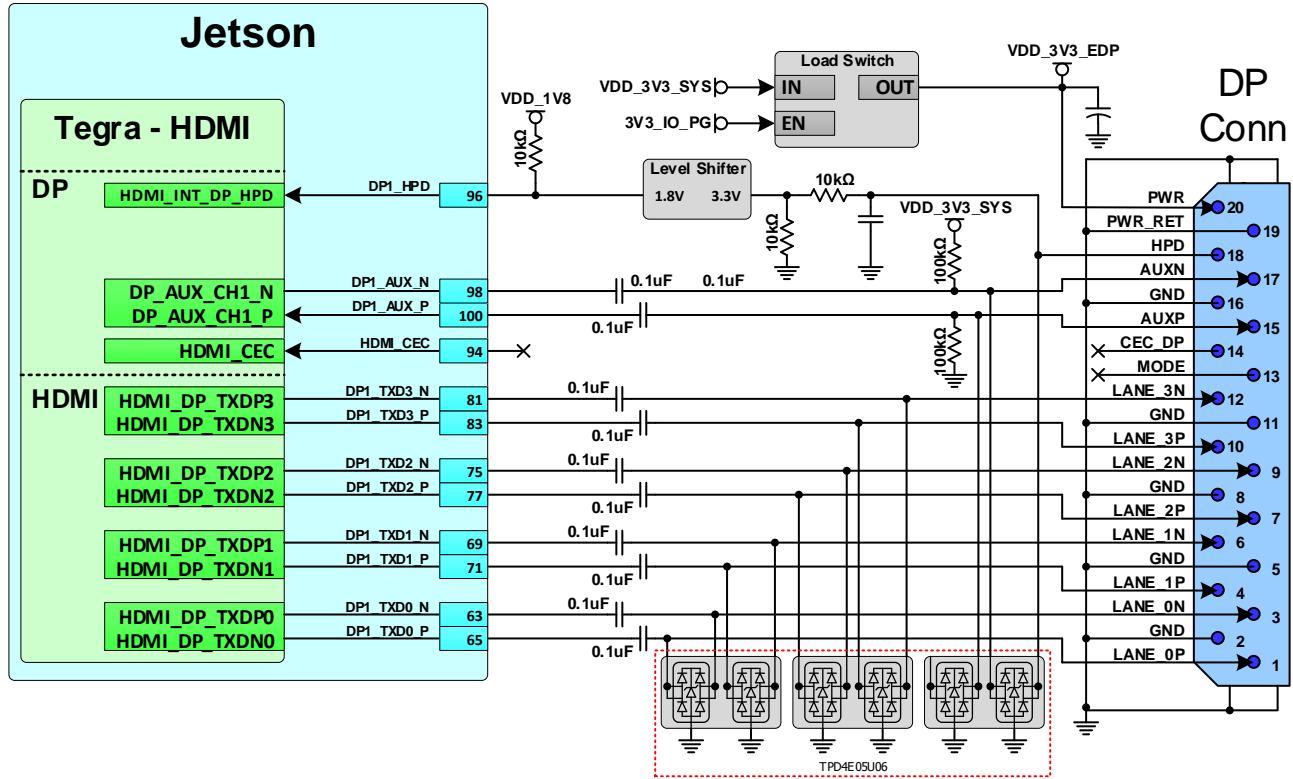 Jetson
Tegra - HDMI
DP
HDMI_INT_DP_HPD
DP1_HPD
96
DP_AUX_CH1_N
DP1_AUX_N
98
DP_AUX_CH1_P
DP1_AUX_P
100
HDMI_CEC
HDMI_CEC
94
HDMI
HDMI_DP_TXDP3
DP1_TXD3_N
81
HDMI_DP_TXDN3
DP1_TXD3_P
83
HDMI_DP_TXDP2
DP1_TXD2_N
75
HDMI_DP_TXDN2
DP1_TXD2_P
77
HDMI_DP_TXDP1
DP1_TXD1_N
69
HDMI_DP_TXDN1
DP1_TXD1_P
71
HDMI_DP_TXDP0
DP1_TXD0_N
63
HDMI_DP_TXDN0
DP1_TXD0_P
65
VDD_1V8
10kΩ
Load Switch
VDD_3V3_SYS
IN
OUT
3V3_IO_PG
EN
VDD_3V3_EDP
Level Shifter
1.8V
3.3V
10kΩ
10kΩ
VDD_3V3_SYS
100kΩ
0.1uF
0.1uF
0.1uF
100kΩ
0.1uF
0.1uF
0.1uF
0.1uF
0.1uF
0.1uF
0.1uF
0.1uF
TPD4E05U06
DP
Conn
PWR
20
PWR_RET
19
HPD
18
AUXN
17
GND
16
AUXP
15
CEC_DP
14
MODE
13
LANE_3N
12
GND
11
LANE_3P
10
LANE_2N
9
GND
8
LANE_2P
7
LANE_1N
6
GND
5
LANE_1P
4
LANE_0N
3
GND
2
LANE_0P
1